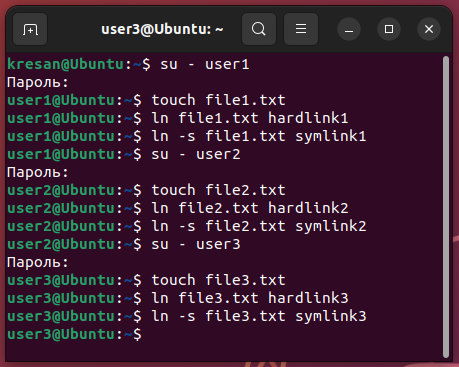 user3@Ubuntu: ~
kresan@Ubuntu:~$ su - user1
Пароль:
user1@Ubuntu:~$ touch file1.txt
user1@Ubuntu:~$ ln file1.txt hardlink1
user1@Ubuntu:~$ ln -s file1.txt symlink1
user1@Ubuntu:~$ su - user2
Пароль:
user2@Ubuntu:~$ touch file2.txt
user2@Ubuntu:~$ ln file2.txt hardlink2
user2@Ubuntu:~$ ln -s file2.txt symlink2
user2@Ubuntu:~$ su - user3
Пароль:
user3@Ubuntu:~$ touch file3.txt
user3@Ubuntu:~$ ln file3.txt hardlink3
user3@Ubuntu:~$ ln -s file3.txt symlink3
user3@Ubuntu:~$